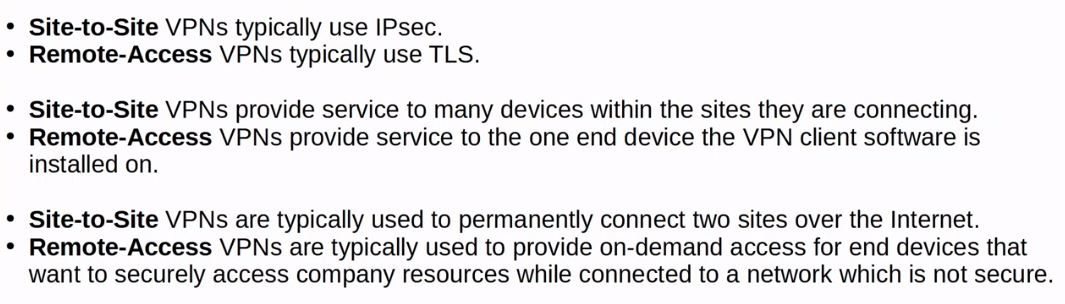 • Site-to-Site VPNs typically use IPsec.
• Remote-Access VPNs typically use TLS.
• Site-to-Site VPNs provide service to many devices within the sites they are connecting.
• Remote-Access VPNs provide service to the one end device the VPN client software is
installed on.
• Site-to-Site VPNs are typically used to permanently connect two sites over the Internet.
• Remote-Access VPNs are typically used to provide on-demand access for end devices that
want to securely access company resources while connected to a network which is not secure.